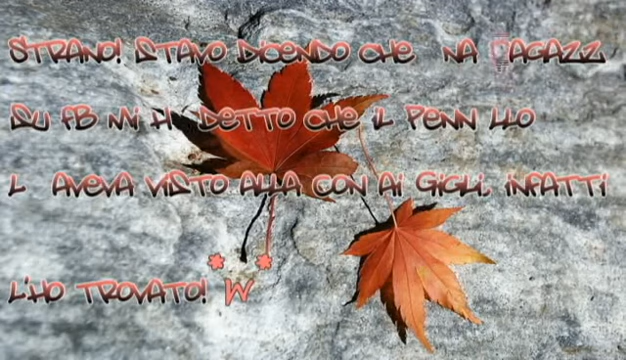 STRANO! STAVO DICENDO CHE NA RAGAZZ
SU FB MI H DETTO CHE IL PENN LLO
L AVEVA VISTO ALLA CON AI GIGLI, INFATTI
L'HO TROVATO! *W*